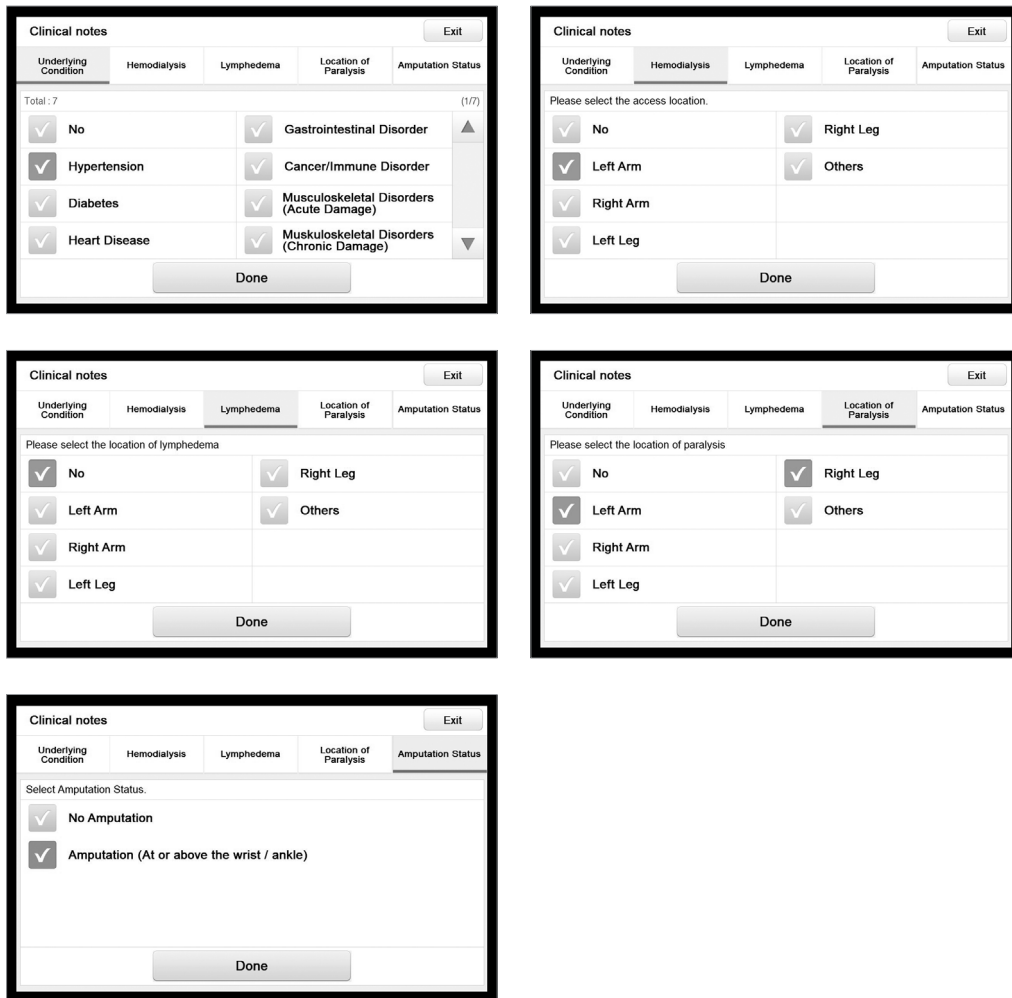 Clinical notes
Exit
Underlying
Condition
Hemodialysis
Lymphedema
Location of
Paralysis
Amputation Status
Total : 7
(1/7)
No
Gastrointestinal Disorder
Hypertension
Cancer/Immune Disorder
Diabetes
Musculoskeletal Disorders
(Acute Damage)
Heart Disease
Muskuloskeletal Disorders
(Chronic Damage)
Done
Clinical notes
Exit
Underlying
Condition
Hemodialysis
Lymphedema
Location of
Paralysis
Amputation Status
Please select the access location.
No
Right Leg
Left Arm
Others
Right Arm
Left Leg
Done
Clinical notes
Exit
Underlying
Condition
Hemodialysis
Lymphedema
Location of
Paralysis
Amputation Status
Please select the location of lymphedema
No
Right Leg
Left Arm
Others
Right Arm
Left Leg
Done
Clinical notes
Exit
Underlying
Condition
Hemodialysis
Lymphedema
Location of
Paralysis
Amputation Status
Please select the location of paralysis
No
Right Leg
Left Arm
Others
Right Arm
Left Leg
Done
Clinical notes
Exit
Underlying
Condition
Hemodialysis
Lymphedema
Location of
Paralysis
Amputation Status
Select Amputation Status.
No Amputation
Amputation (At or above the wrist / ankle)
Done